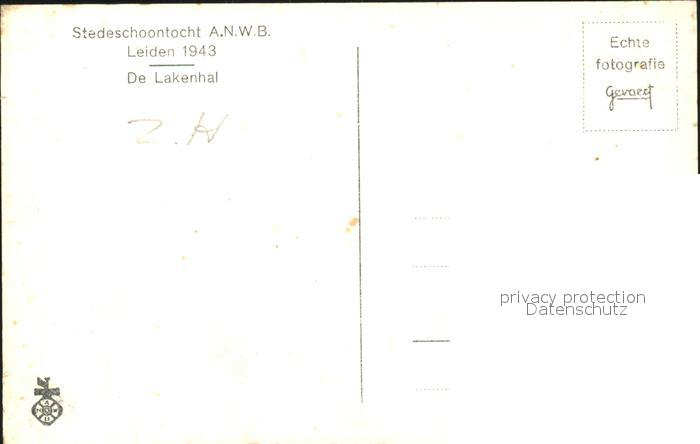 Stedeschoontocht A.N.W.B.
Leiden 1943
De Lakenhal
Z.H
Echte
fotografie
Gevaert
privacy protection
Datenschutz
A
N W
B